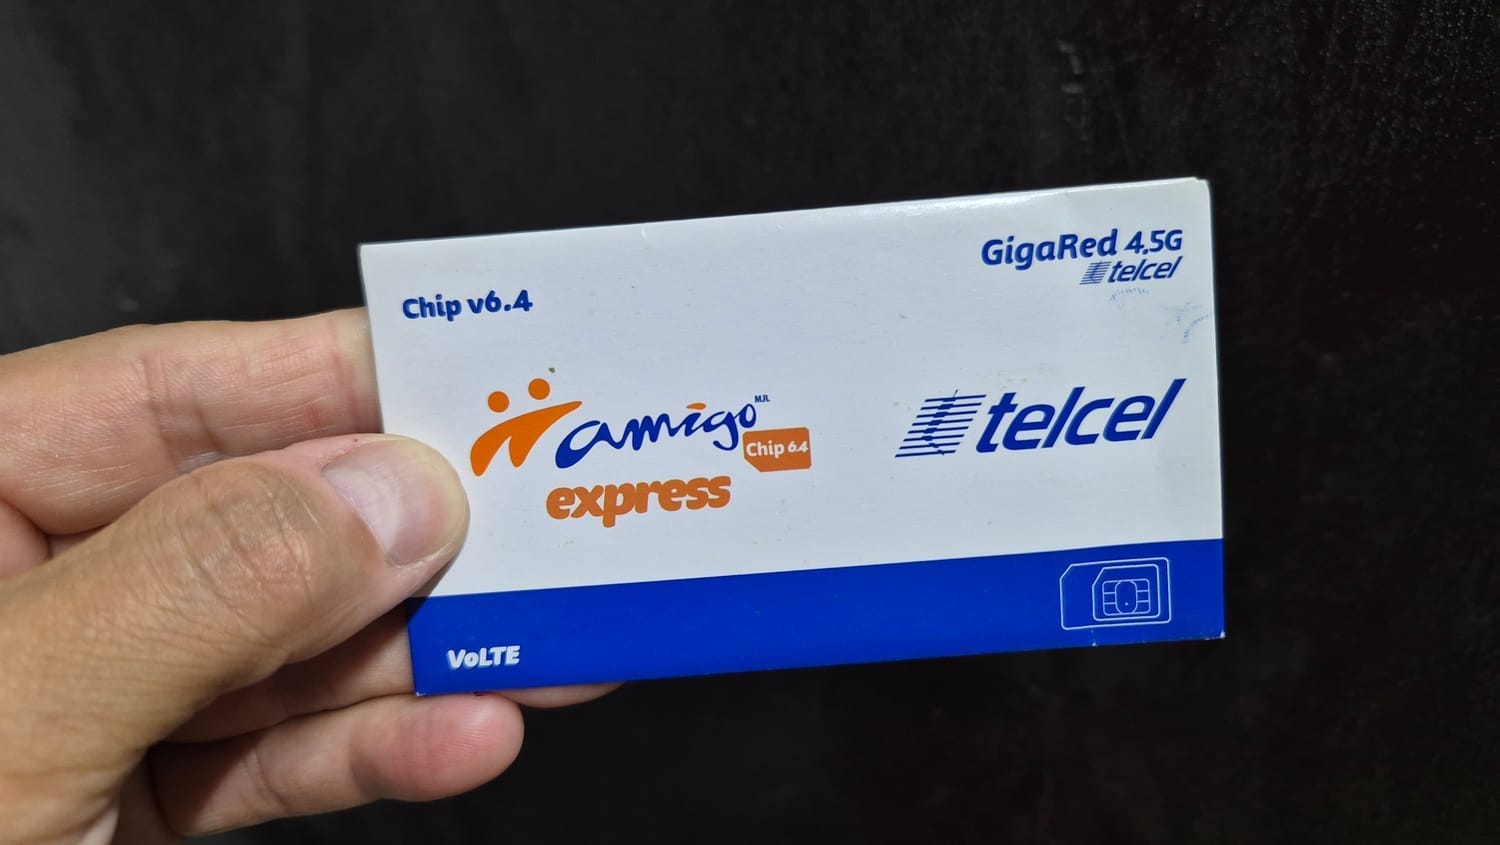 GigaRed 4.5G
telcel
Chip v6.4
amigo M.R.
Chip 6.4
express
telcel
VoLTE